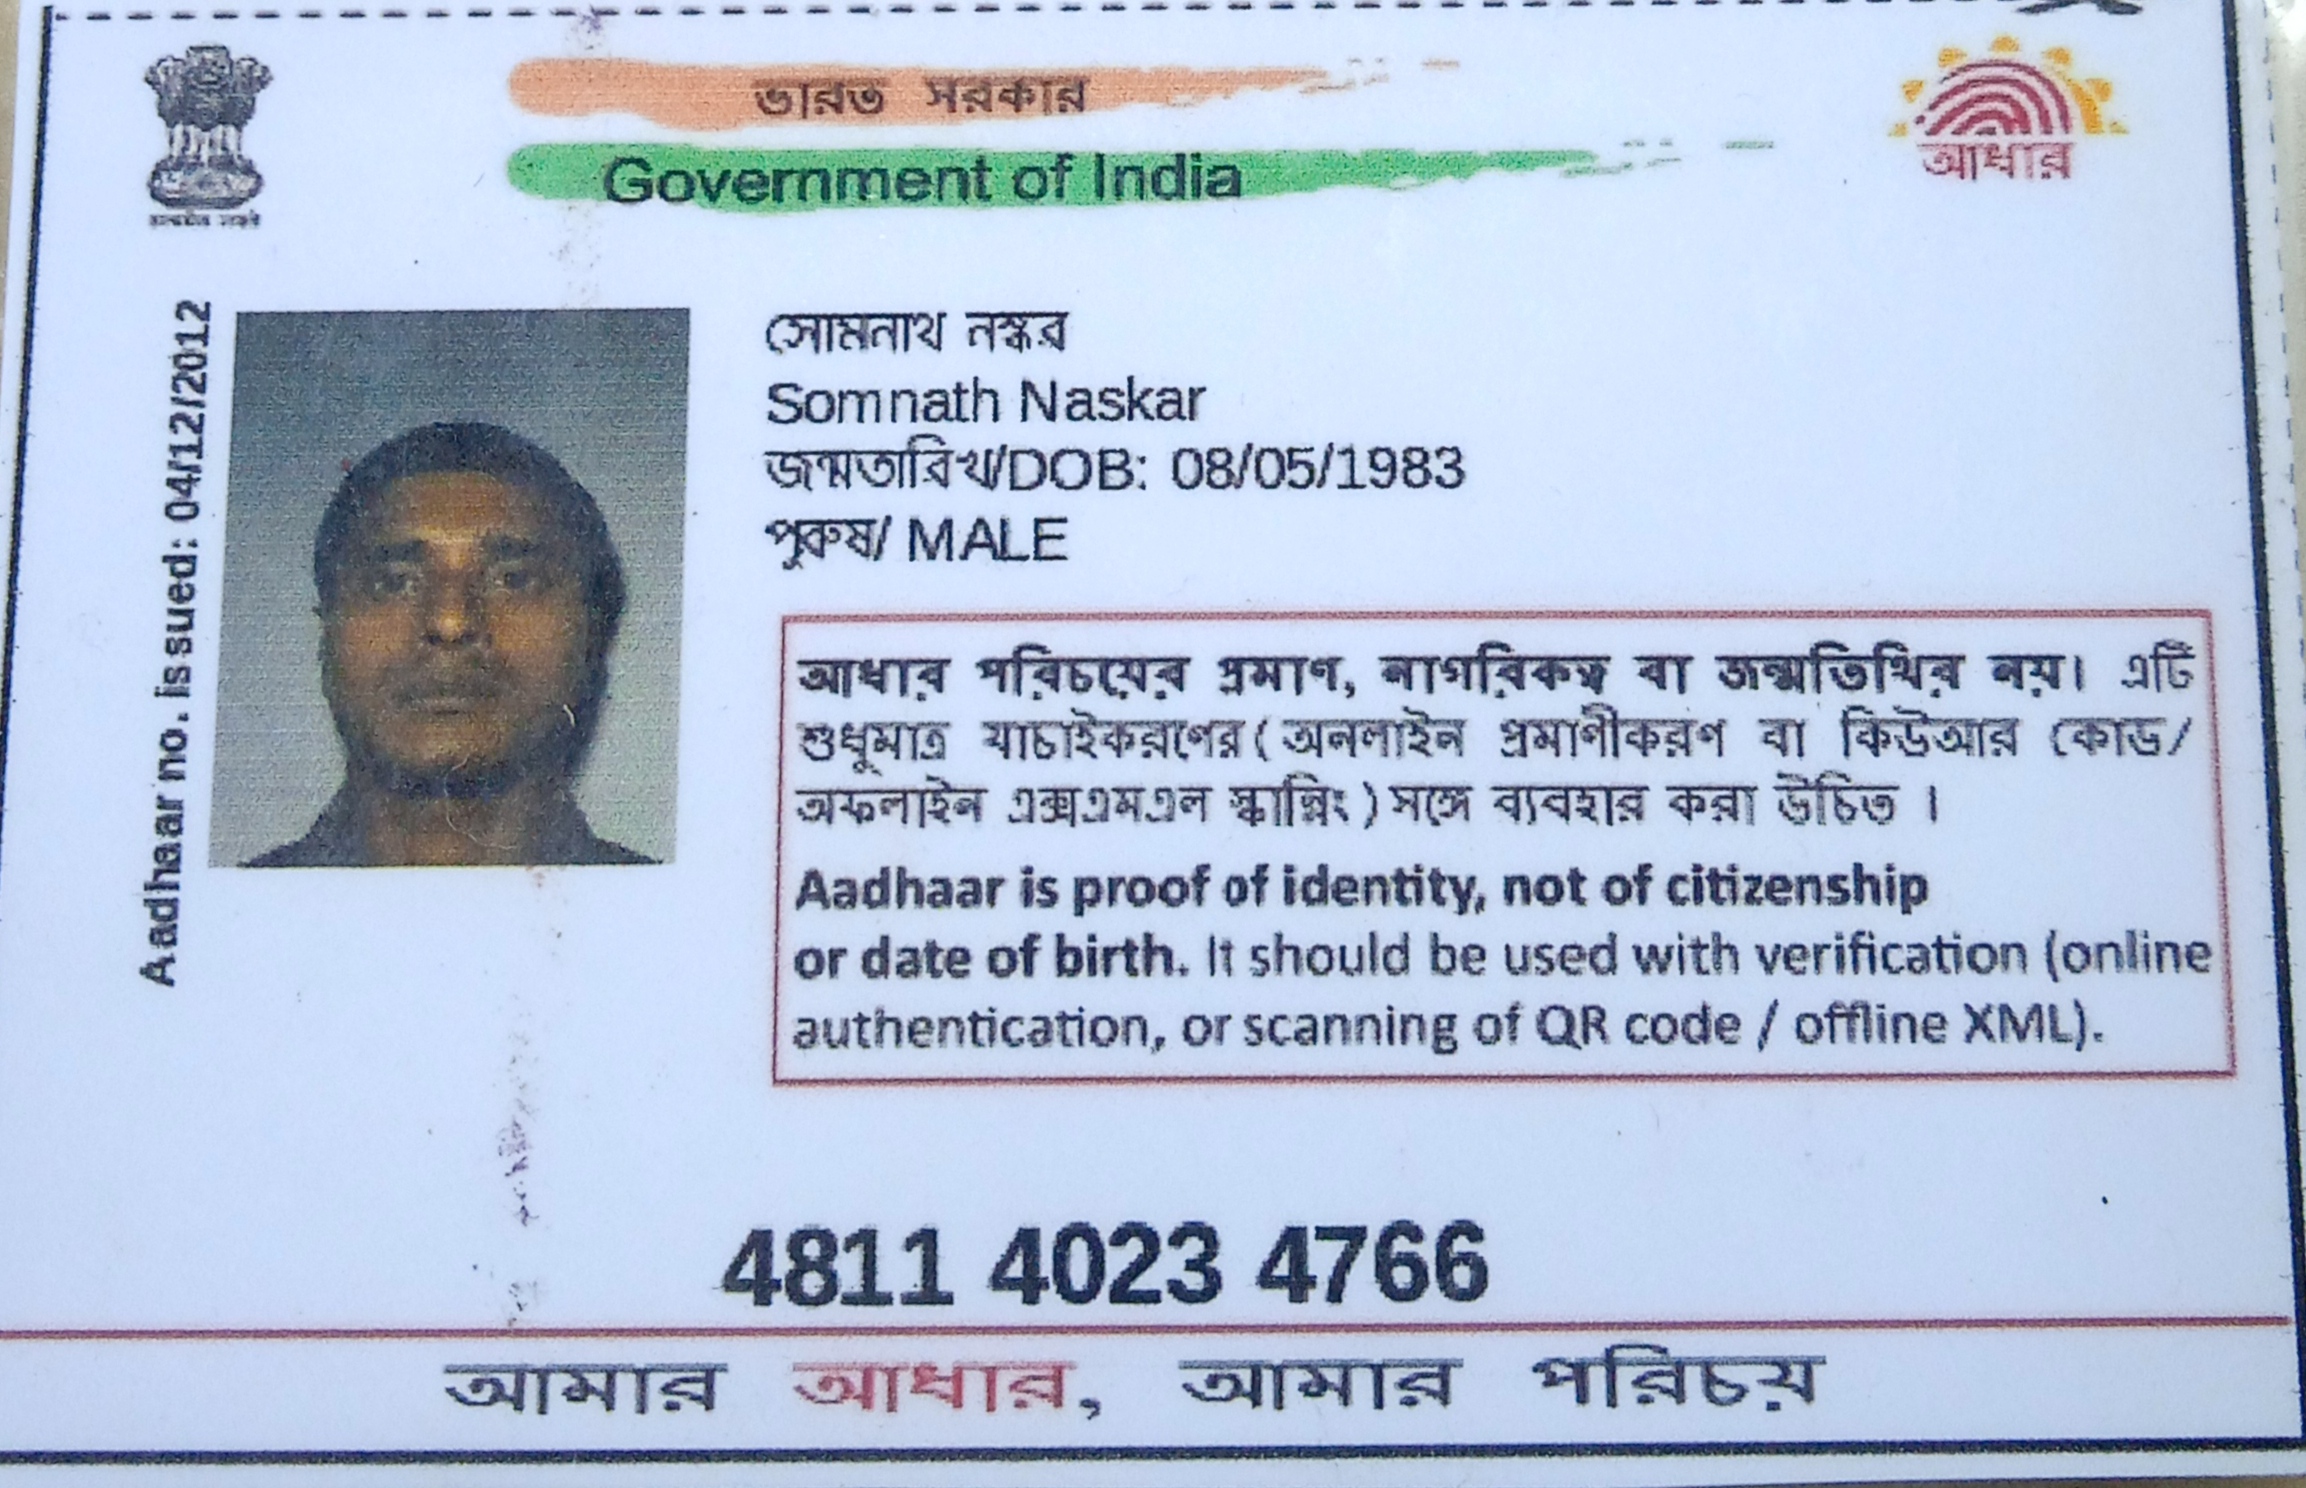 ভারত সরকার
Government of India
আধার
Aadhaar no. issued: 04/12/2012
সোমনাথ নস্কর
Somnath Naskar
জন্মতারিখ/DOB: 08/05/1983
পুরুষ/ MALE
আধার পরিচয়ের প্রমাণ, নাগরিকত্ব বা জন্মতিথির নয়। এটি
শুধুমাত্র যাচাইকরণের ( অনলাইন প্রমাণীকরণ বা কিউআর কোড/
অফলাইন এক্সএমএল স্ক্যানিং ) সঙ্গে ব্যবহার করা উচিত ।
Aadhaar is proof of identity, not of citizenship
or date of birth. It should be used with verification (online
authentication, or scanning of QR code / offline XML).
4811 4023 4766
আমার আধার, আমার পরিচয়